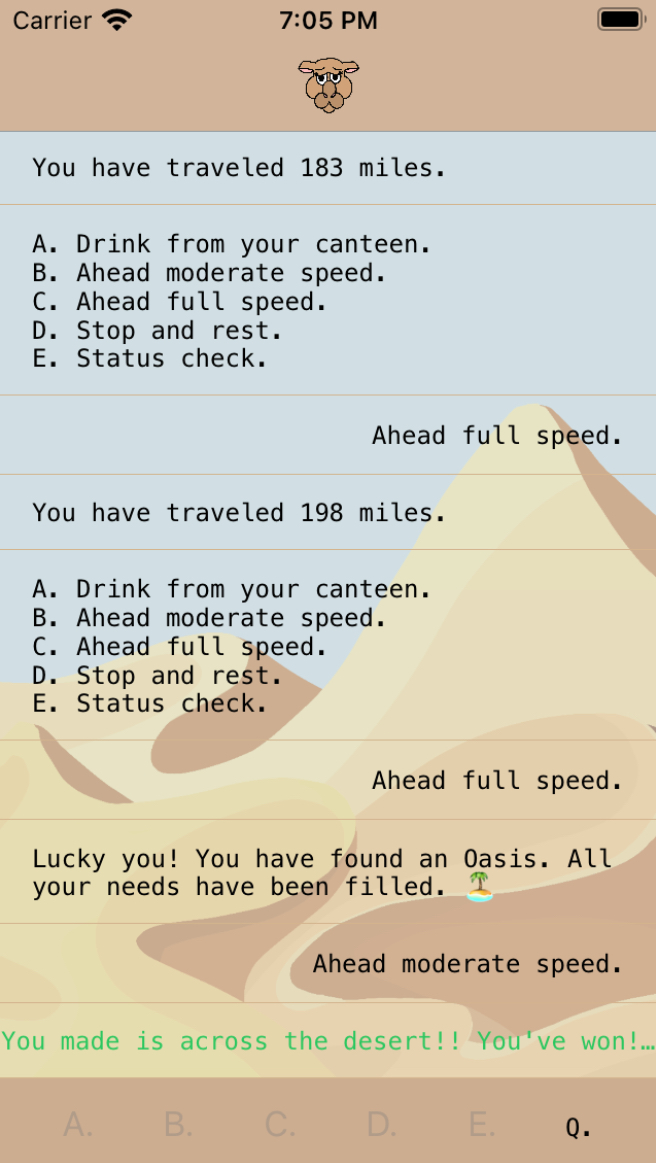 Carrier 7:05 PM
You have traveled 183 miles.
A. Drink from your canteen.
B. Ahead moderate speed.
C. Ahead full speed.
D. Stop and rest.
E. Status check.
Ahead full speed.
You have traveled 198 miles.
A. Drink from your canteen.
B. Ahead moderate speed.
C. Ahead full speed.
D. Stop and rest.
E. Status check.
Ahead full speed.
Lucky you! You have found an Oasis. All
your needs have been filled. 🏝️
Ahead moderate speed.
You made is across the desert!! You've won!…
A. B. C. D. E. Q.